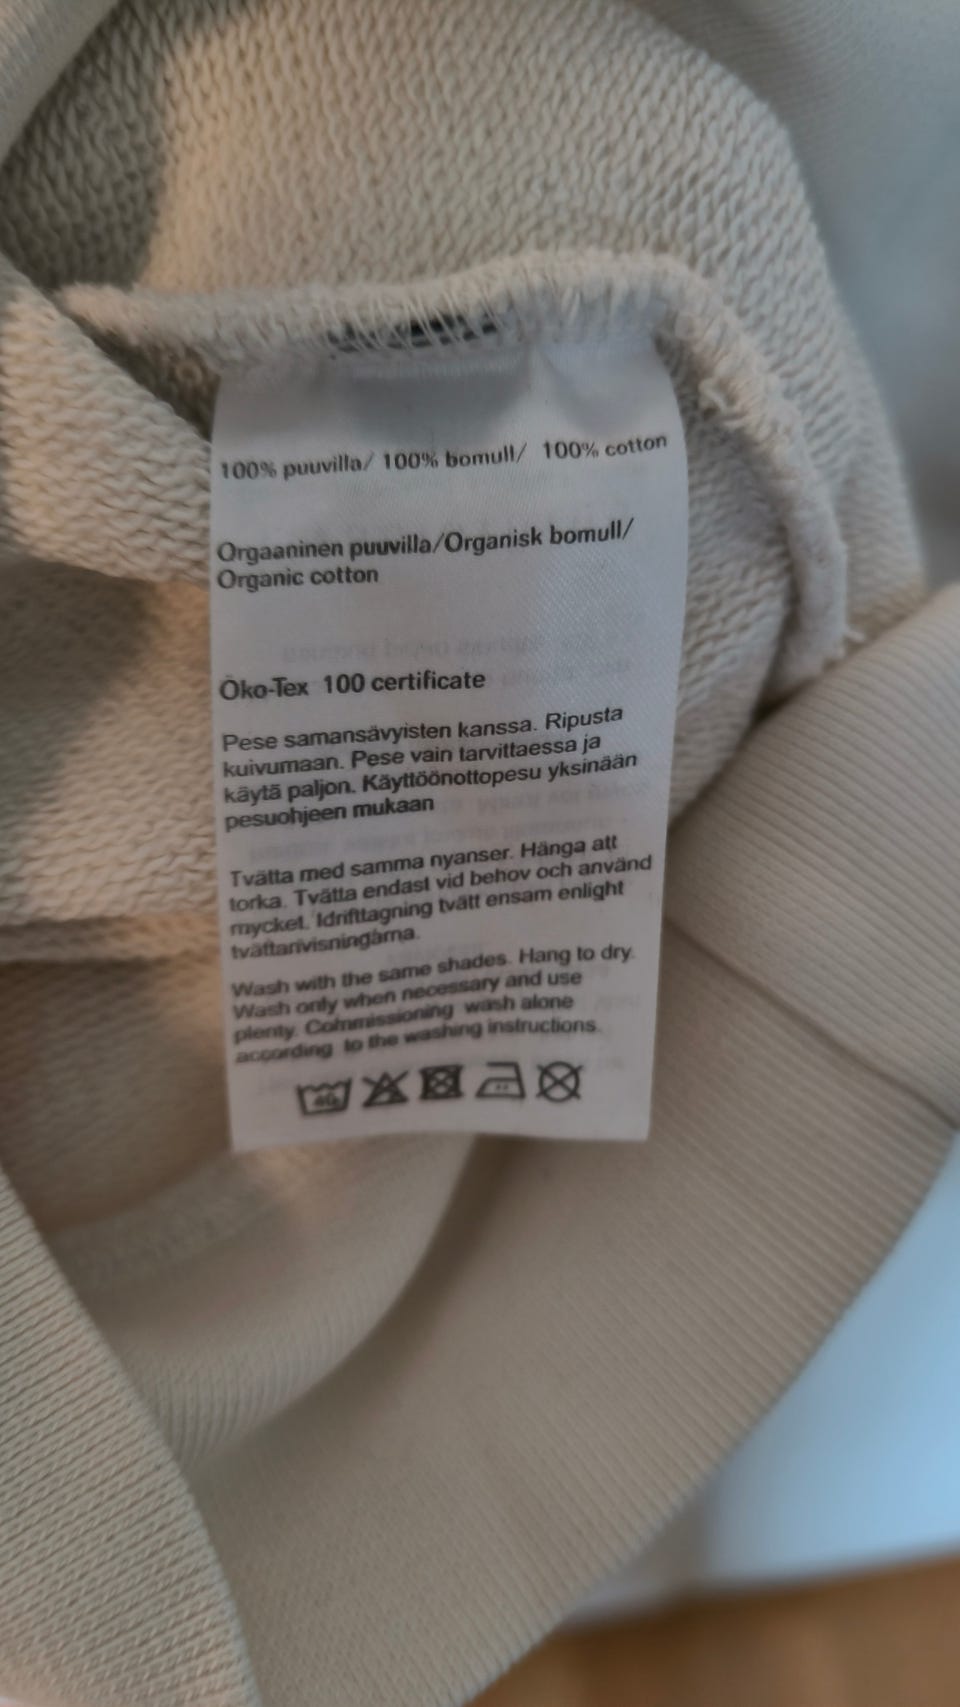 100% puuvilla/ 100% bomull/ 100% cotton
Orgaaninen puuvilla/Organisk bomull/
Organic cotton
Öko-Tex 100 certificate
Pese samansävyisten kanssa. Ripusta
kuivumaan. Pese vain tarvittaessa ja
käytä paljon. Käyttöönottopesu yksinään
pesuohjeen mukaan
Tvätta med samma nyanser. Hänga att
torka. Tvätta endast vid behov och använd
mycket. Idrifttagning tvätt ensam enlight
tvättanvisningarna.
Wash with the same shades. Hang to dry.
Wash only when necessary and use
plenty. Commissioning wash alone
according to the washing instructions.
40